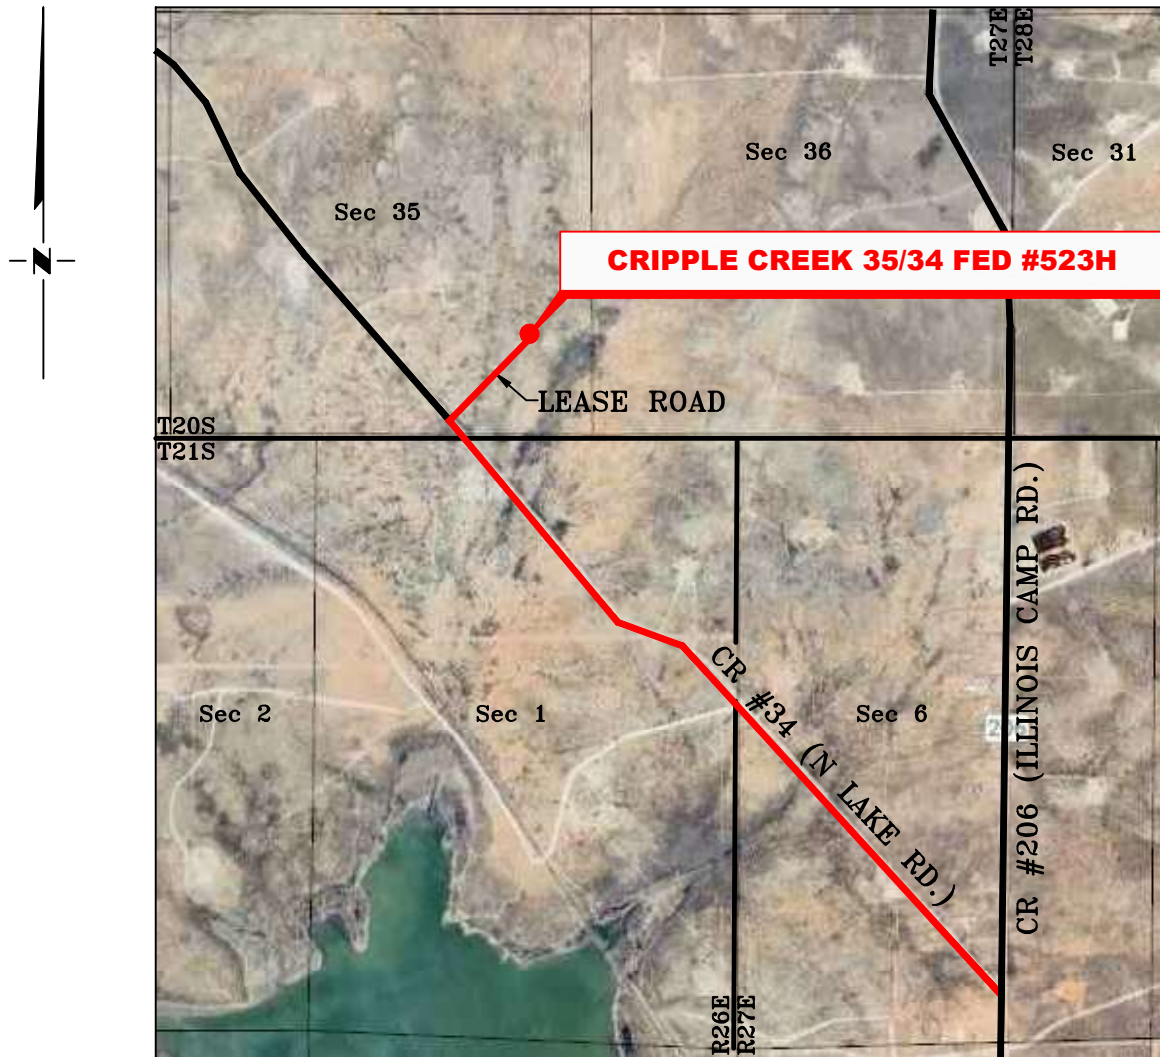 T27E
T28E
Sec 36
Sec 31
Sec 35
N
CRIPPLE CREEK 35/34 FED #523H
LEASE ROAD
T20S
T21S
CR #206 (ILLINOIS CAMP RD.)
CR #34 (N LAKE RD.)
Sec 2
Sec 1
Sec 6
R26E
R27E